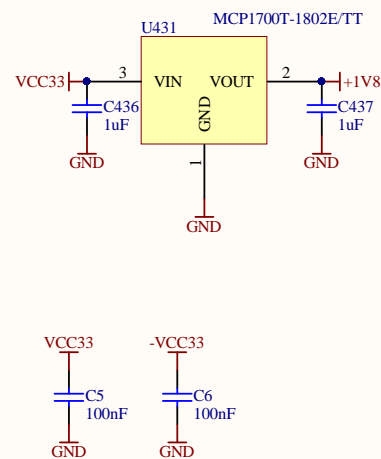 U431
MCP1700T-1802E/TT
VCC33
3
VIN
VOUT
2
+1V8
GND
1
C436
1uF
GND
C437
1uF
GND
GND
VCC33
-VCC33
C5
100nF
C6
100nF
GND
GND